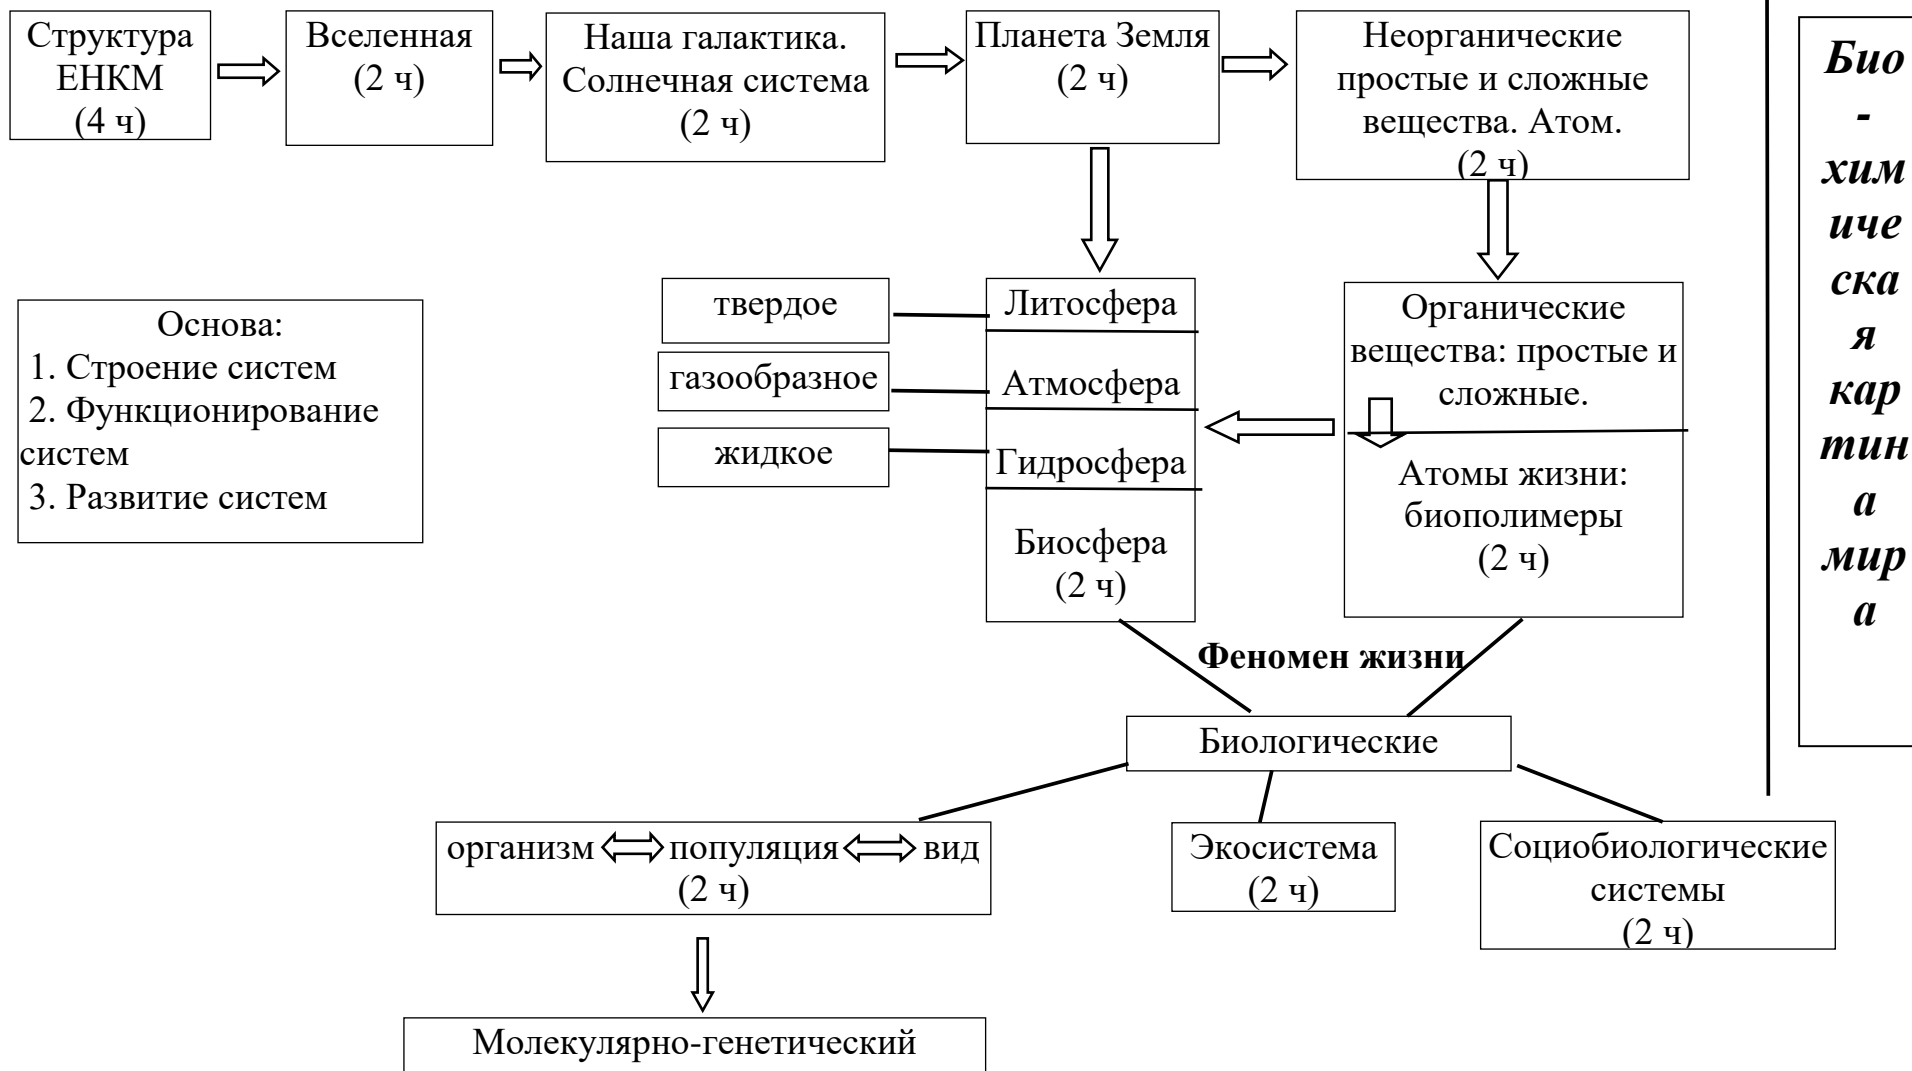 Структура
ЕНКМ
(4 ч)
Вселенная
(2 ч)
Наша галактика.
Солнечная система
(2 ч)
Планета Земля
(2 ч)
Неорганические
простые и сложные
вещества. Атом.
(2 ч)
Био
-
хим
иче
ска
я
кар
тин
а
мир
а
Основа:
1. Строение систем
2. Функционирование
систем
3. Развитие систем
твердое
газообразное
жидкое
Литосфера
Атмосфера
Гидросфера
Биосфера
(2 ч)
Органические
вещества: простые и
сложные.
Атомы жизни:
биополимеры
(2 ч)
Феномен жизни
Биологические
организм популяция вид
(2 ч)
Экосистема
(2 ч)
Социобиологические
системы
(2 ч)
Молекулярно-генетический